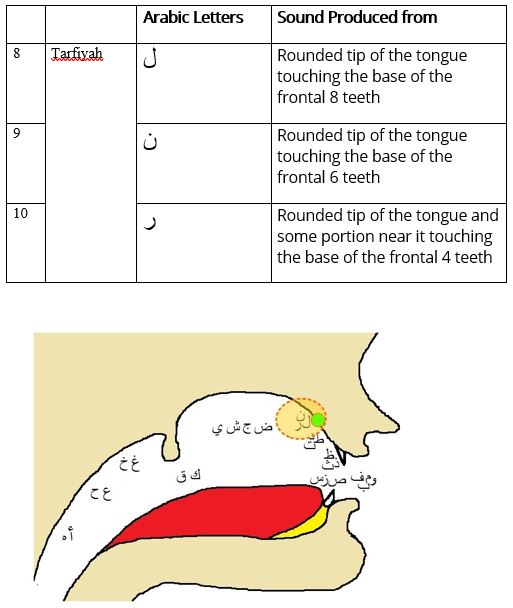 Arabic Letters Sound Produced from
8 Tarfiyah ل Rounded tip of the tongue
touching the base of the
frontal 8 teeth
9 ن Rounded tip of the tongue
touching the base of the
frontal 6 teeth
10 ر Rounded tip of the tongue and
some portion near it touching
the base of the frontal 4 teeth
ن
ل ر
ض ج ش ي
ظ
ذ ث
غ خ
ق ك
ص ز س
و م ف ب
ع ح
أ ه